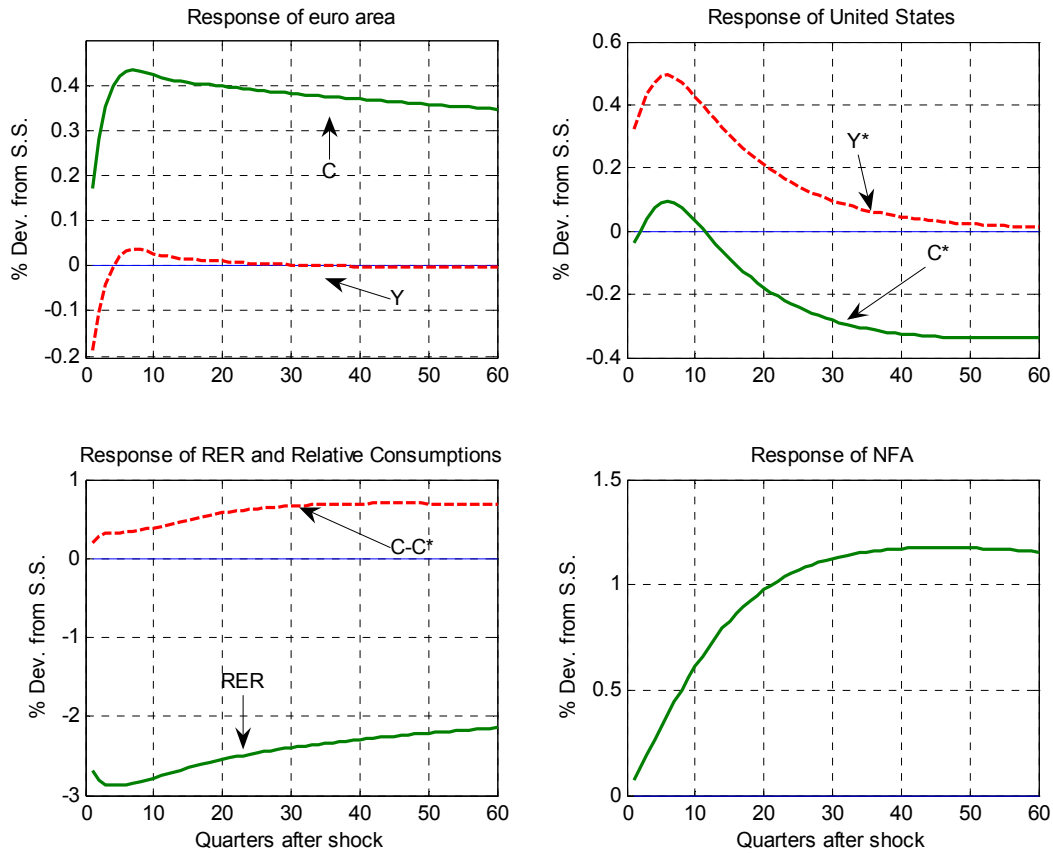 Response of euro area
% Dev. from S.S.
0.5
0.4
0.3
0.2
0.1
0
-0.1
-0.2
C
Y
0 10 20 30 40 50 60
Response of United States
% Dev. from S.S.
0.6
0.4
0.2
0
-0.2
-0.4
Y*
C*
0 10 20 30 40 50 60
Response of RER and Relative Consumptions
% Dev. from S.S.
1
0
-1
-2
-3
C-C*
RER
0 10 20 30 40 50 60
Quarters after shock
Response of NFA
% Dev. from S.S.
1.5
1
0.5
0
0 10 20 30 40 50 60
Quarters after shock